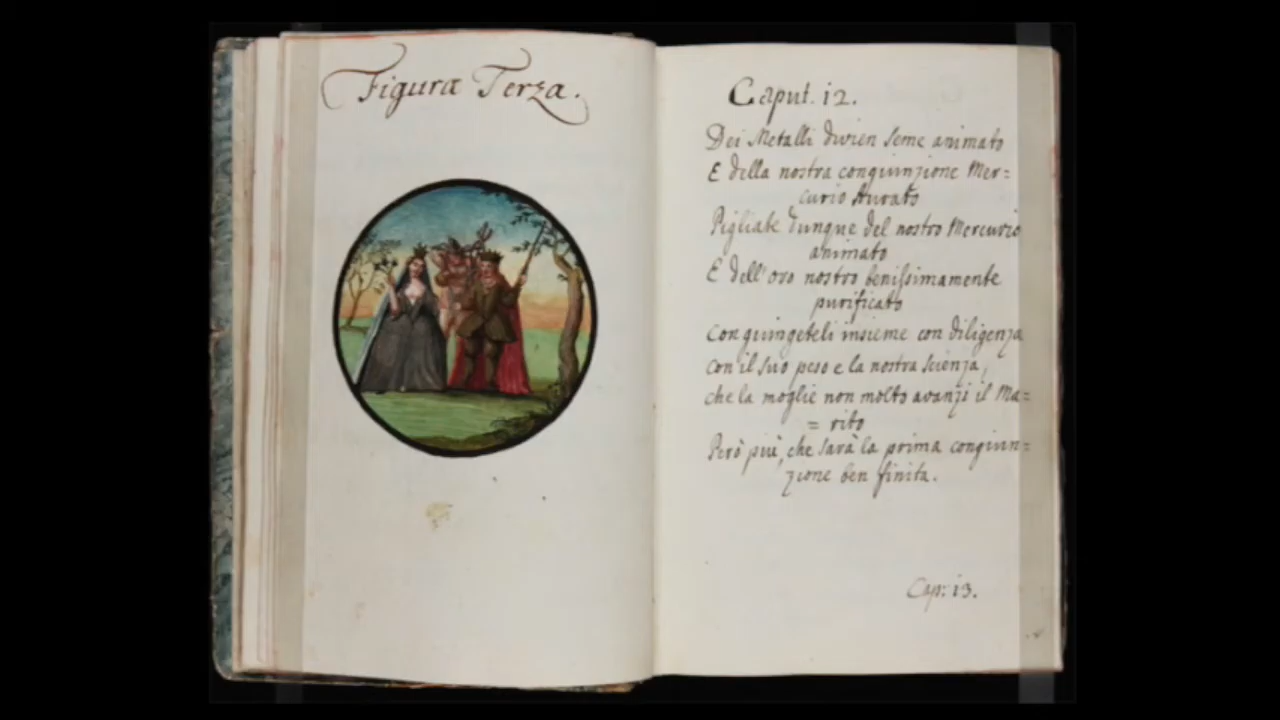 Figura Terza.
Caput. 12.
Dei Metalli divien seme animato
E della nostra congiunzione Mer=
curio Aurato
Pigliate dunque del nostro Mercurio
animato
E dell'oro nostro benissimamente
purificato
Congiungeteli insieme con diligenza
Con il suo peso e la nostra scienza,
che la moglie non molto avanzi il Ma=
= rito
Però più, che sarà la prima congiun=
zione ben finita.
Cap: 13.